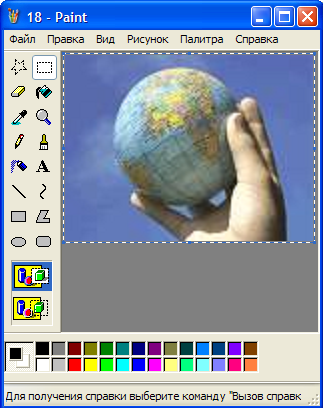 18 - Paint
Файл Правка Вид Рисунок Палитра Справка
A
Для получения справки выберите команду "Вызов справк